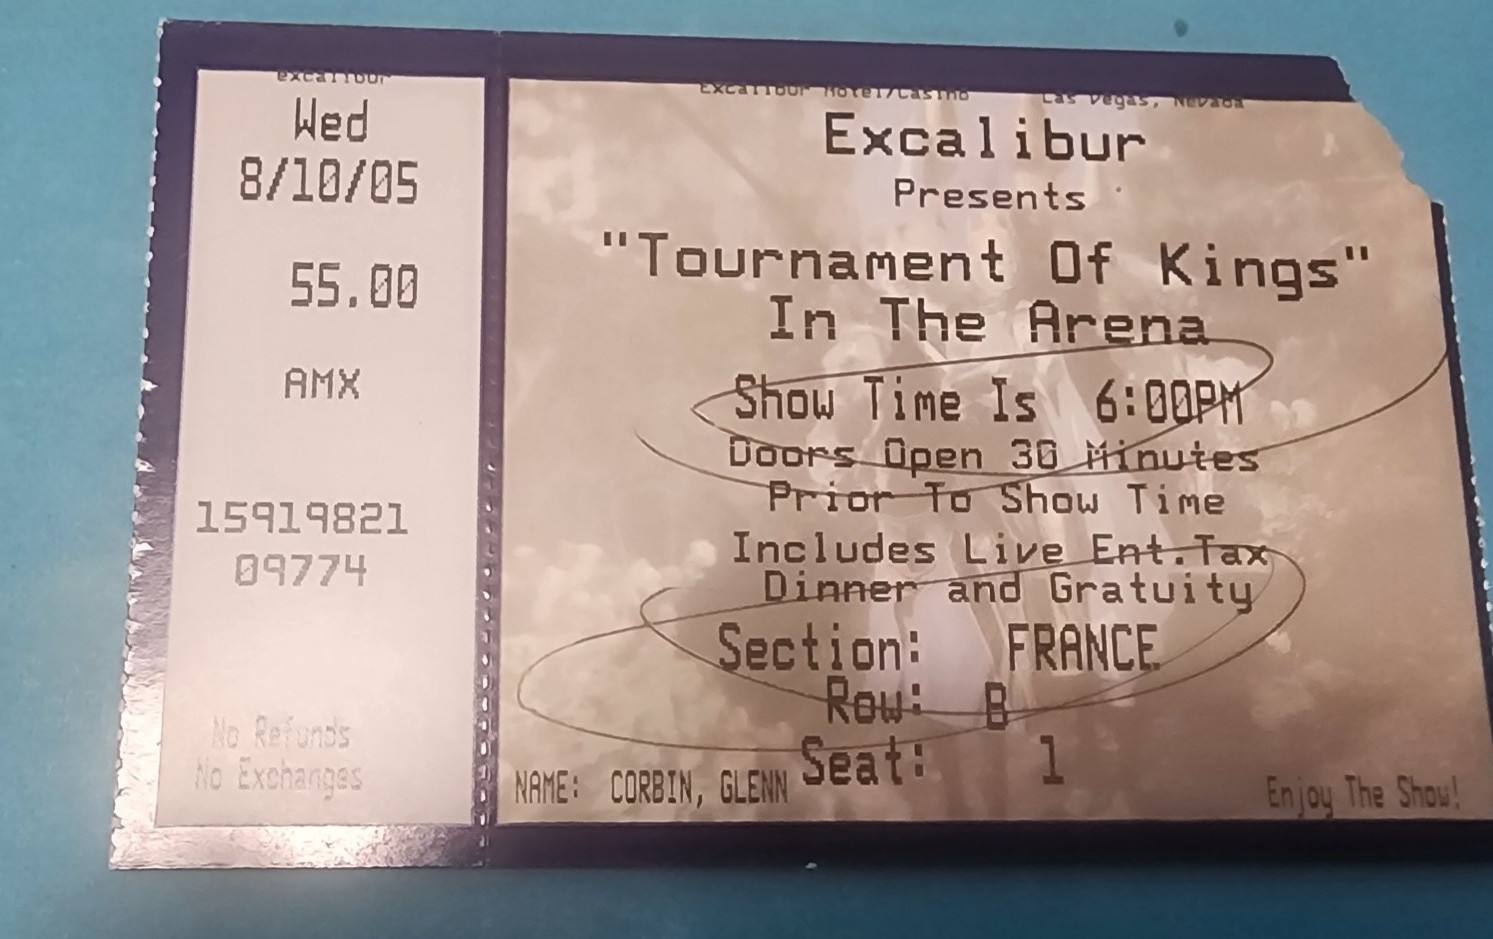 excalibur
Wed
8/10/05
55.00
AMX
15919821
09774
No Refunds
No Exchanges
Excalibur Hotel/Casino Las Vegas, Nevada
Excalibur
Presents
"Tournament Of Kings"
In The Arena
Show Time Is 6:00PM
Doors Open 30 Minutes
Prior To Show Time
Includes Live Ent.Tax
Dinner and Gratuity
Section: FRANCE
Row: B
Seat: 1
NAME: CORBIN, GLENN
Enjoy The Show!